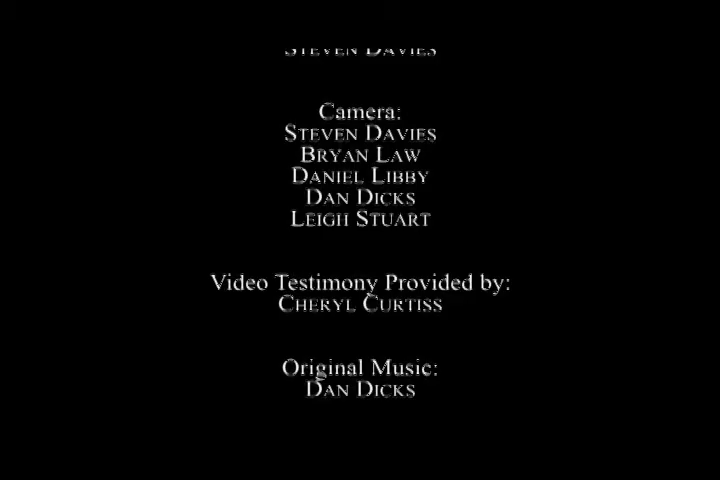 STEVEN DAVIES
Camera:
STEVEN DAVIES
BRYAN LAW
DANIEL LIBBY
DAN DICKS
LEIGH STUART
Video Testimony Provided by:
CHERYL CURTISS
Original Music:
DAN DICKS